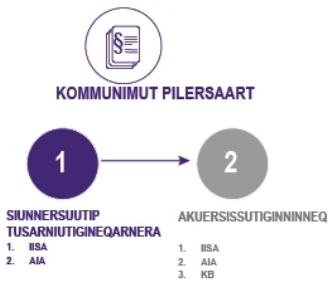 §
KOMMUNIMUT PILERSAART
1
2
SIUNNERSUUTIP
TUSARNIUTIGINEQARNERA
1. IISA
2. AIA
AKUERSISSUTIGINNINNEQ
1. IISA
2. AIA
3. KB